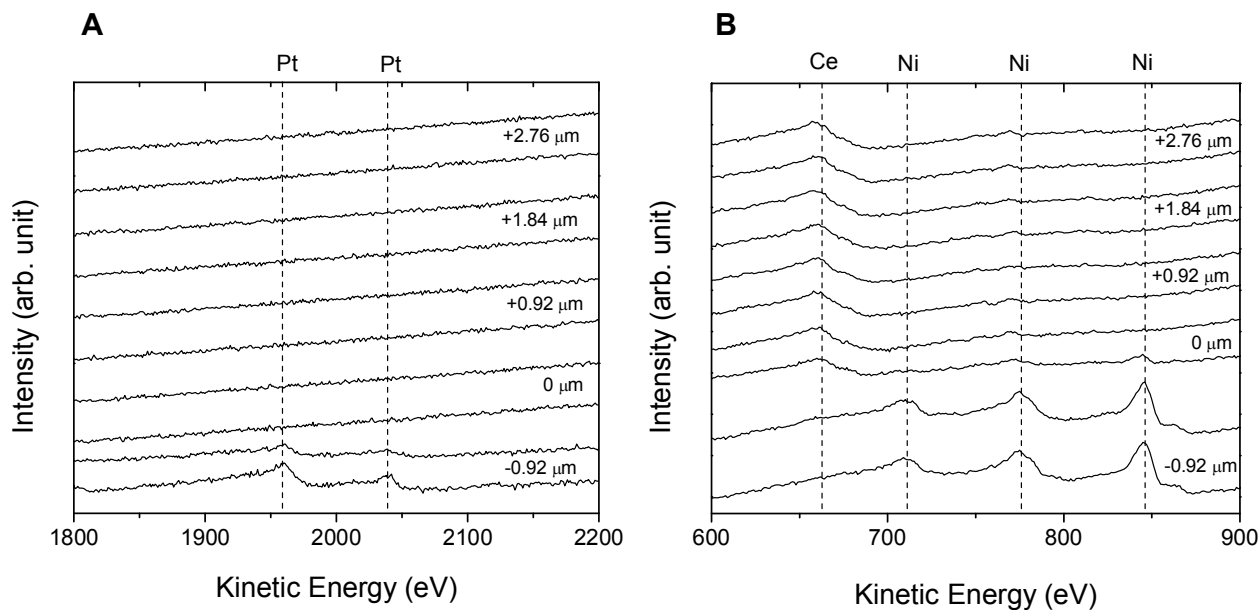 A
Pt Pt
+2.76 μm
+1.84 μm
+0.92 μm
0 μm
-0.92 μm
Intensity (arb. unit)
1800 1900 2000 2100 2200
Kinetic Energy (eV)
B
Ce Ni Ni Ni
+2.76 μm
+1.84 μm
+0.92 μm
0 μm
-0.92 μm
Intensity (arb. unit)
600 700 800 900
Kinetic Energy (eV)